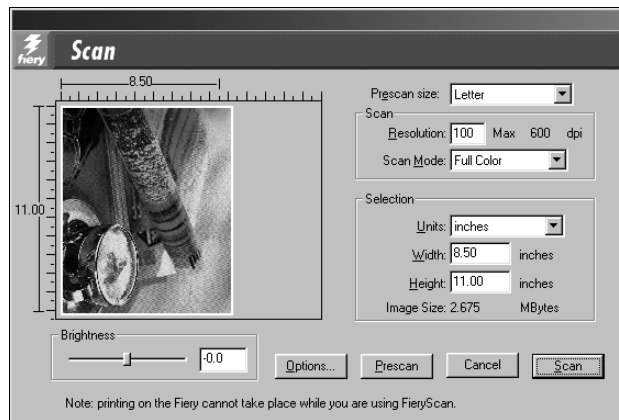 fiery
Scan
8.50
11.00
Prescan size: Letter
Scan
Resolution: 100 Max 600 dpi
Scan Mode: Full Color
Selection
Units: inches
Width: 8.50 inches
Height: 11.00 inches
Image Size: 2.675 MBytes
Brightness
-0.0
Options... Prescan Cancel Scan
Note: printing on the Fiery cannot take place while you are using FieryScan.